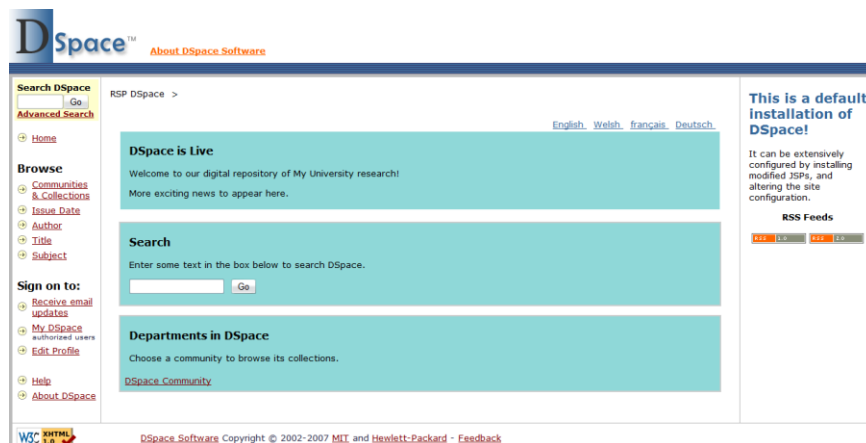 DSpace™
About DSpace Software
Search DSpace
Go
Advanced Search
Home
Browse
Communities
& Collections
Issue Date
Author
Title
Subject
Sign on to:
Receive email
updates
My DSpace
authorized users
Edit Profile
Help
About DSpace
RSP DSpace >
English Welsh français Deutsch
DSpace is Live
Welcome to our digital repository of My University research!
More exciting news to appear here.
Search
Enter some text in the box below to search DSpace.
Go
Departments in DSpace
Choose a community to browse its collections.
DSpace Community
This is a default
installation of
DSpace!
It can be extensively
configured by installing
modified JSPs, and
altering the site
configuration.
RSS Feeds
RSS 1.0 RSS 2.0
W3C XHTML
1.0
DSpace Software Copyright © 2002-2007 MIT and Hewlett-Packard - Feedback